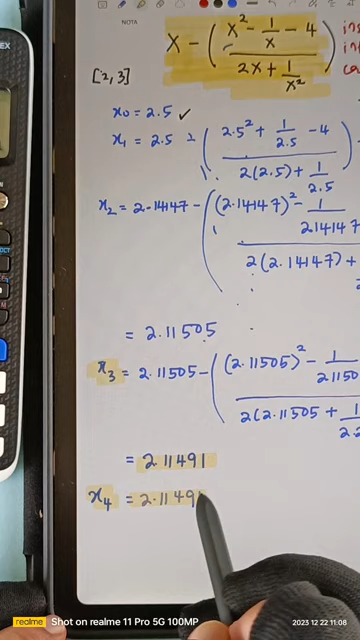 NOTA
x - ( x² - 1/x - 4 / 2x + 1/x² )
[2, 3]
x₀ = 2.5 ✓
x₁ = 2.5 - ( 2.5² + 1/2.5 - 4 / 2(2.5) + 1/2.5 )
x₂ = 2.14147 - ( (2.14147)² - 1/2.14147 / 2(2.14147) +
= 2.11505
x₃ = 2.11505 - ( (2.11505)² - 1/21150 / 2(2.11505 + 1/2.
= 2.11491
x₄ = 2.1149
realme Shot on realme 11 Pro 5G 100MP
2023 12 22 11:08